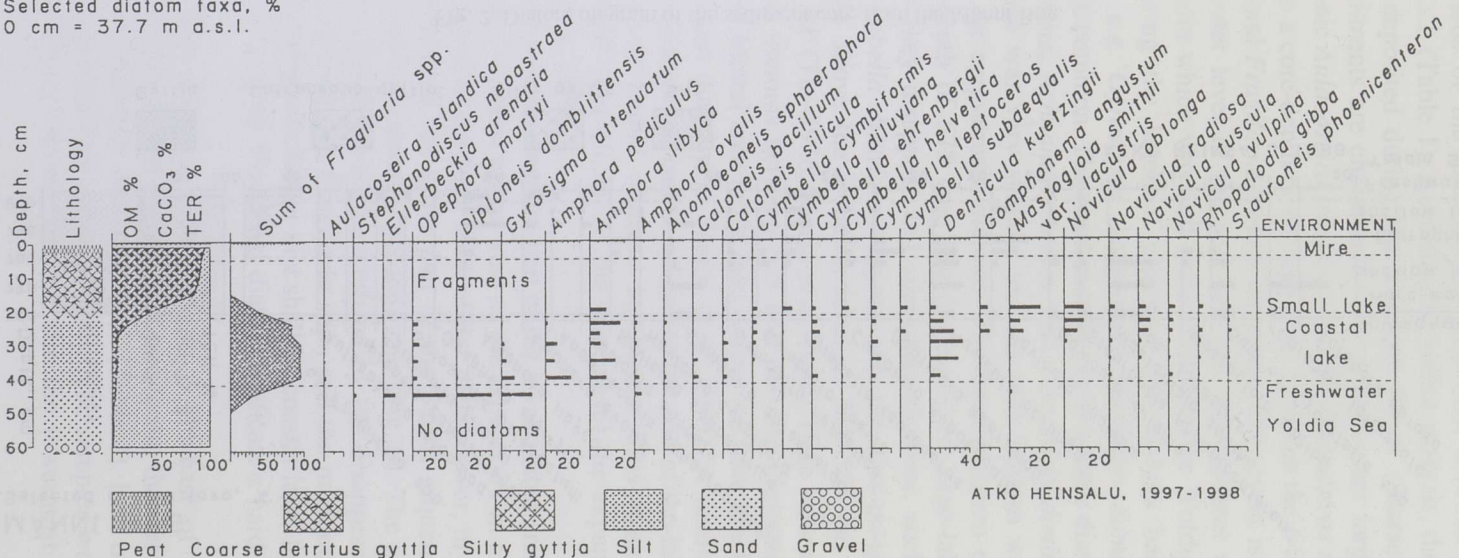 Selected diatom taxa, %
0 cm = 37.7 m a.s.l.
Depth, cm
Lithology
OM %
CaCO3 %
TER %
Sum of Fragilaria spp.
Aulacoseira islandica
Stephanodiscus neoastraea
Ellerbeckia arenaria
Opephora martyi
Diploneis domblittensis
Gyrosigma attenuatum
Amphora pediculus
Amphora libyca
Amphora ovalis
Anomoeoneis sphaerophora
Caloneis bacillum
Caloneis silicula
Cymbella cymbiformis
Cymbella diluviana
Cymbella ehrenbergii
Cymbella helvetica
Cymbella leptoceros
Cymbella subaequalis
Denticula kuetzingii
Gomphonema angustum
Mastogloia smithii
var. lacustris
Navicula oblonga
Navicula radiosa
Navicula tuscula
Navicula vulpina
Rhopalodia gibba
Stauroneis phoenicenteron
ENVIRONMENT
0
10
20
30
40
50
60
Fragments
No diatoms
Mire
Small lake
Coastal
lake
Freshwater
Yoldia Sea
50 100 50 100 20 20 20 20 20 40 20 20
ATKO HEINSALU, 1997-1998
Peat Coarse detritus gyttja Silty gyttja Silt Sand Gravel